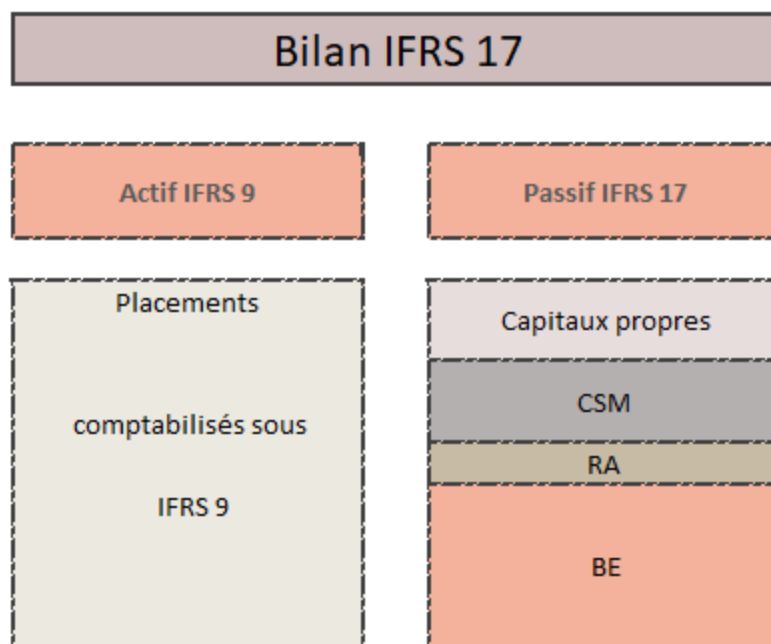 Bilan IFRS 17
Actif IFRS 9
Passif IFRS 17
Placements
comptabilisés sous
IFRS 9
Capitaux propres
CSM
RA
BE